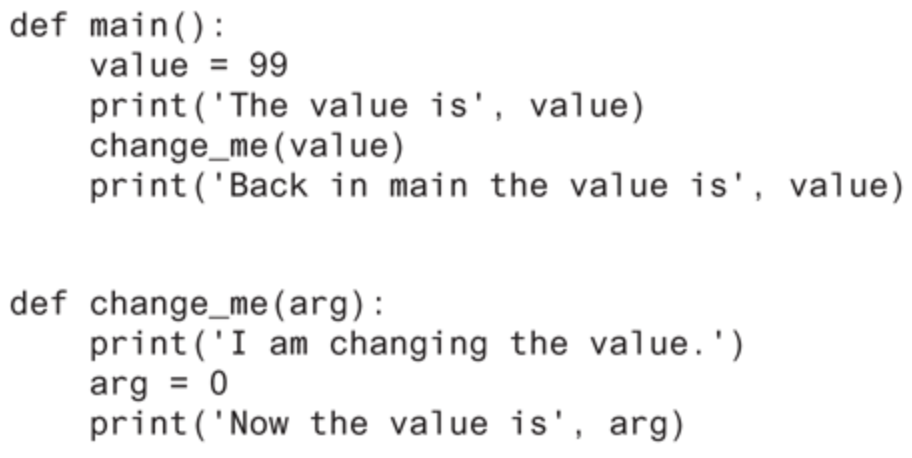 def main():
    value = 99
    print('The value is', value)
    change_me(value)
    print('Back in main the value is', value)
def change_me(arg):
    print('I am changing the value.')
    arg = 0
    print('Now the value is', arg)